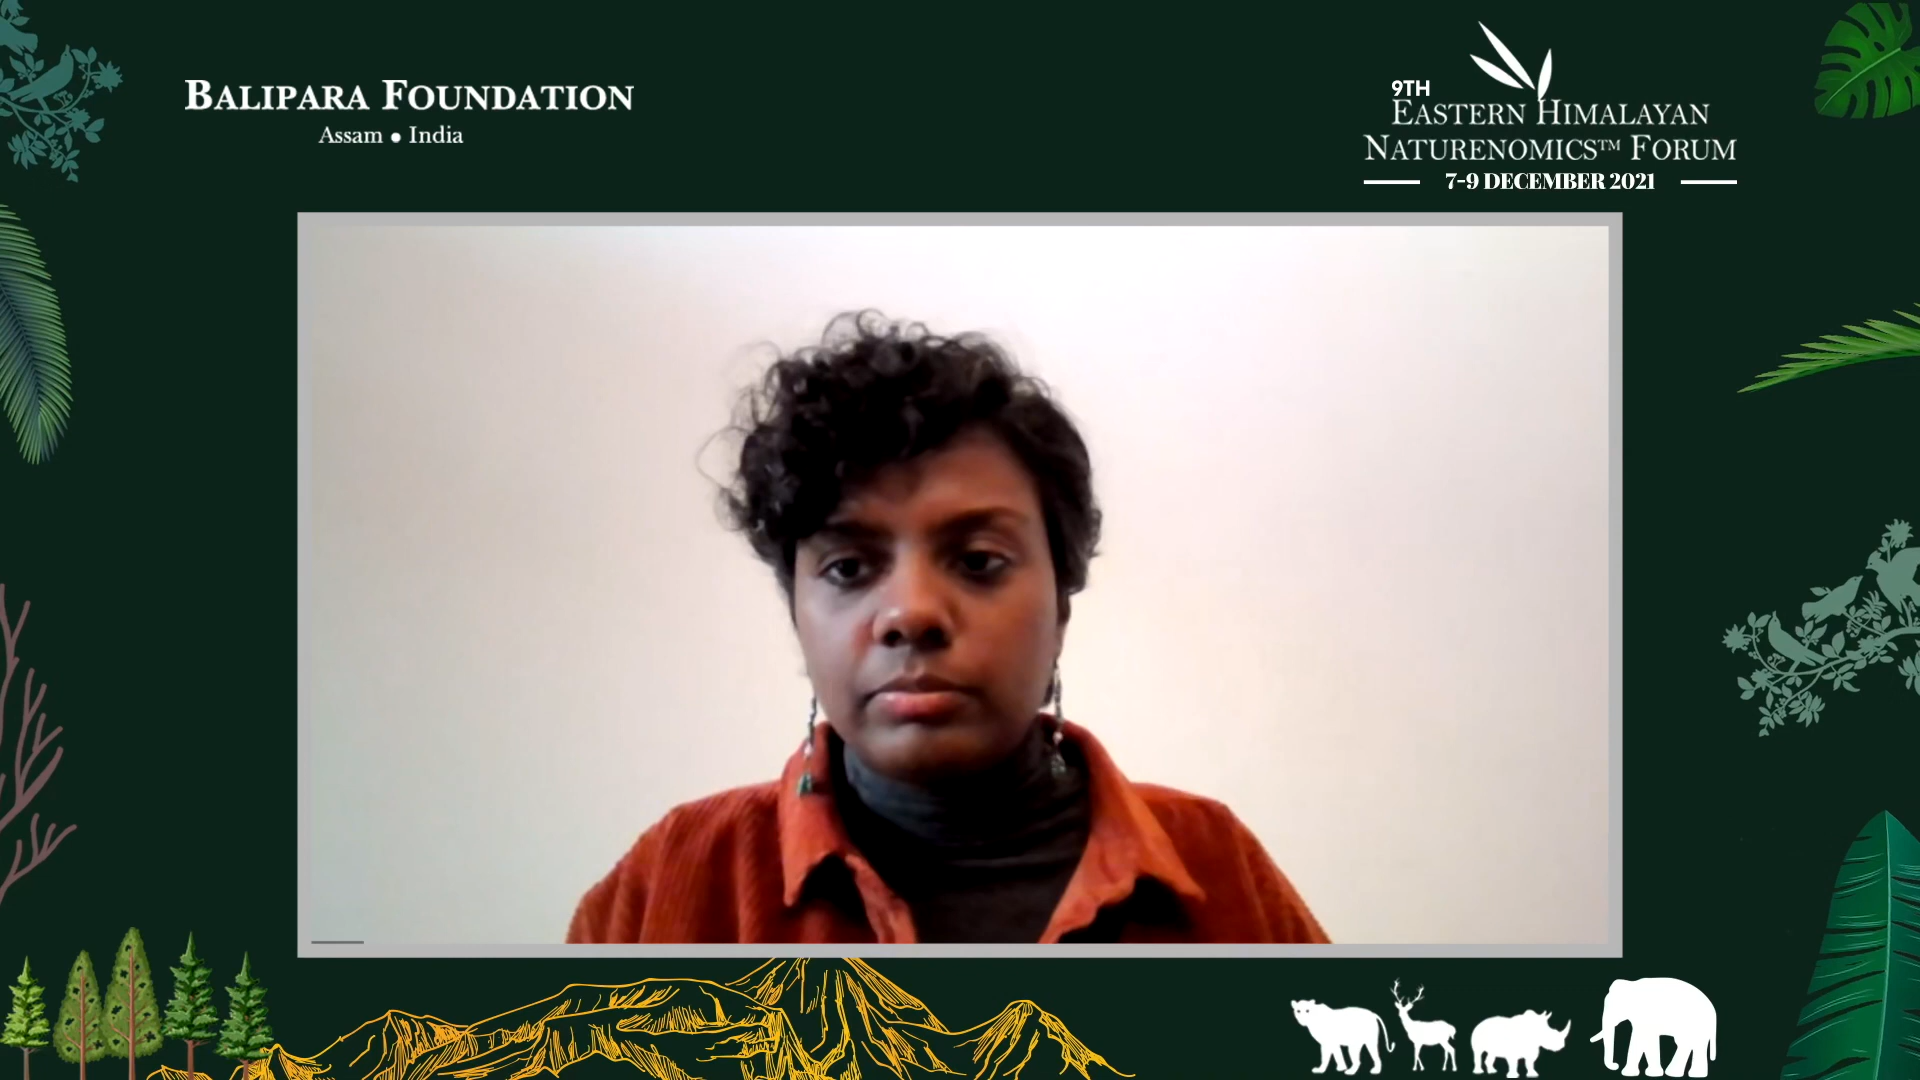 BALIPARA FOUNDATION
Assam • India
9TH
EASTERN HIMALAYAN
NATURENOMICS™ FORUM
7-9 DECEMBER 2021